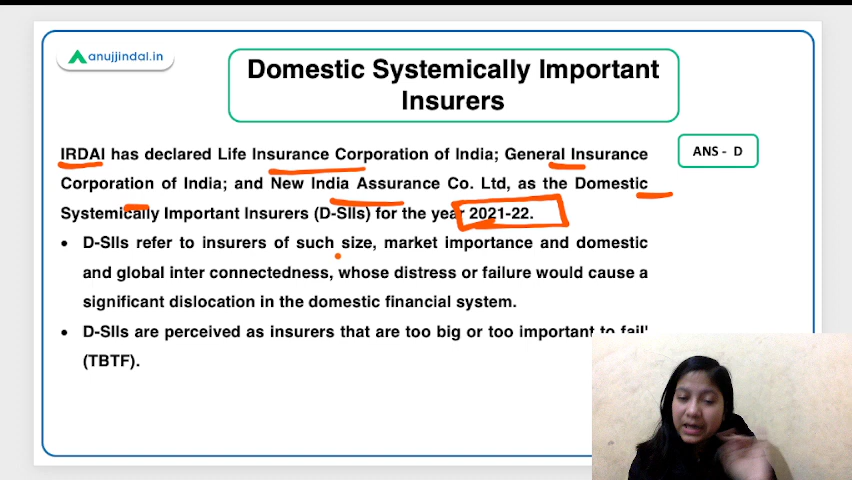 anujjindal.in
Domestic Systemically Important
Insurers
IRDAI has declared Life Insurance Corporation of India; General Insurance
Corporation of India; and New India Assurance Co. Ltd, as the Domestic
Systemically Important Insurers (D-SIIs) for the year 2021-22.
• D-SIIs refer to insurers of such size, market importance and domestic
and global inter connectedness, whose distress or failure would cause a
significant dislocation in the domestic financial system.
• D-SIIs are perceived as insurers that are too big or too important to fail'
(TBTF).
ANS - D